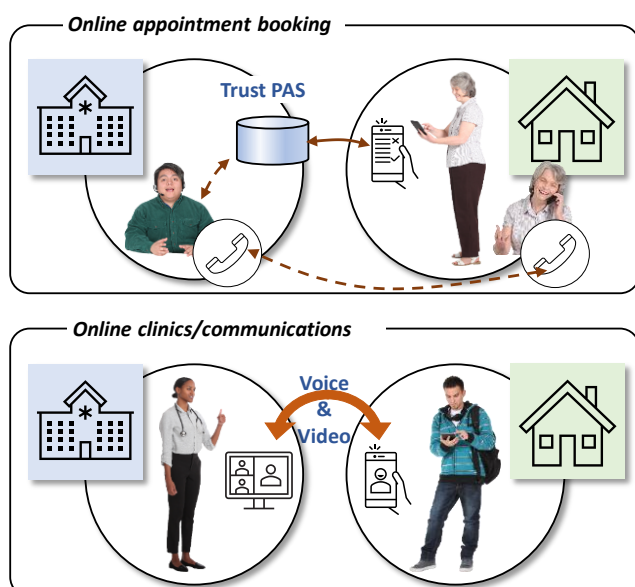 Online appointment booking
Trust PAS
Online clinics/communications
Voice
&
Video